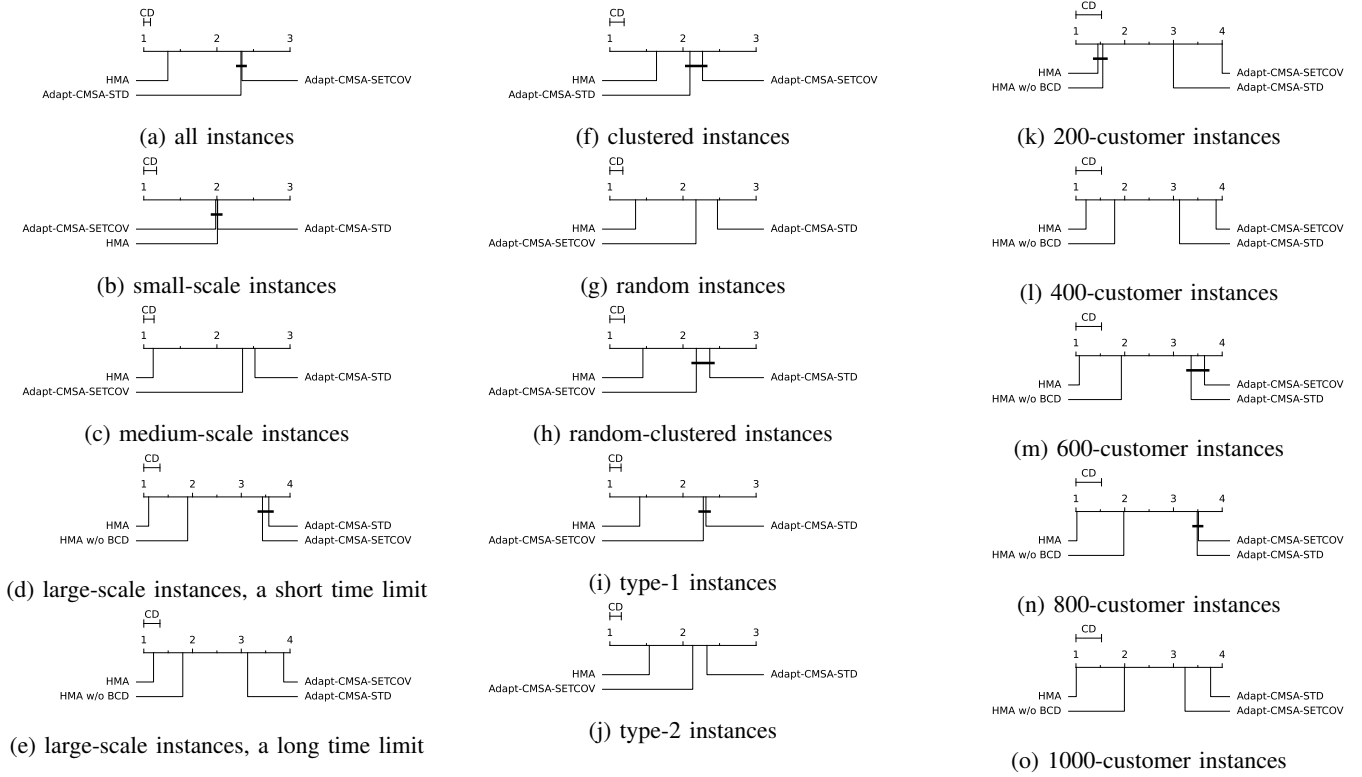 CD
1 2 3
HMA
Adapt-CMSA-STD
Adapt-CMSA-SETCOV
(a) all instances
CD
1 2 3
Adapt-CMSA-SETCOV
HMA
Adapt-CMSA-STD
(b) small-scale instances
CD
1 2 3
HMA
Adapt-CMSA-SETCOV
Adapt-CMSA-STD
(c) medium-scale instances
CD
1 2 3 4
HMA
HMA w/o BCD
Adapt-CMSA-STD
Adapt-CMSA-SETCOV
(d) large-scale instances, a short time limit
CD
1 2 3 4
HMA
HMA w/o BCD
Adapt-CMSA-SETCOV
Adapt-CMSA-STD
(e) large-scale instances, a long time limit
CD
1 2 3
HMA
Adapt-CMSA-STD
Adapt-CMSA-SETCOV
(f) clustered instances
CD
1 2 3
HMA
Adapt-CMSA-SETCOV
Adapt-CMSA-STD
(g) random instances
CD
1 2 3
HMA
Adapt-CMSA-SETCOV
Adapt-CMSA-STD
(h) random-clustered instances
CD
1 2 3
HMA
Adapt-CMSA-SETCOV
Adapt-CMSA-STD
(i) type-1 instances
CD
1 2 3
HMA
Adapt-CMSA-SETCOV
Adapt-CMSA-STD
(j) type-2 instances
CD
1 2 3 4
HMA
HMA w/o BCD
Adapt-CMSA-SETCOV
Adapt-CMSA-STD
(k) 200-customer instances
CD
1 2 3 4
HMA
HMA w/o BCD
Adapt-CMSA-SETCOV
Adapt-CMSA-STD
(l) 400-customer instances
CD
1 2 3 4
HMA
HMA w/o BCD
Adapt-CMSA-SETCOV
Adapt-CMSA-STD
(m) 600-customer instances
CD
1 2 3 4
HMA
HMA w/o BCD
Adapt-CMSA-SETCOV
Adapt-CMSA-STD
(n) 800-customer instances
CD
1 2 3 4
HMA
HMA w/o BCD
Adapt-CMSA-STD
Adapt-CMSA-SETCOV
(o) 1000-customer instances